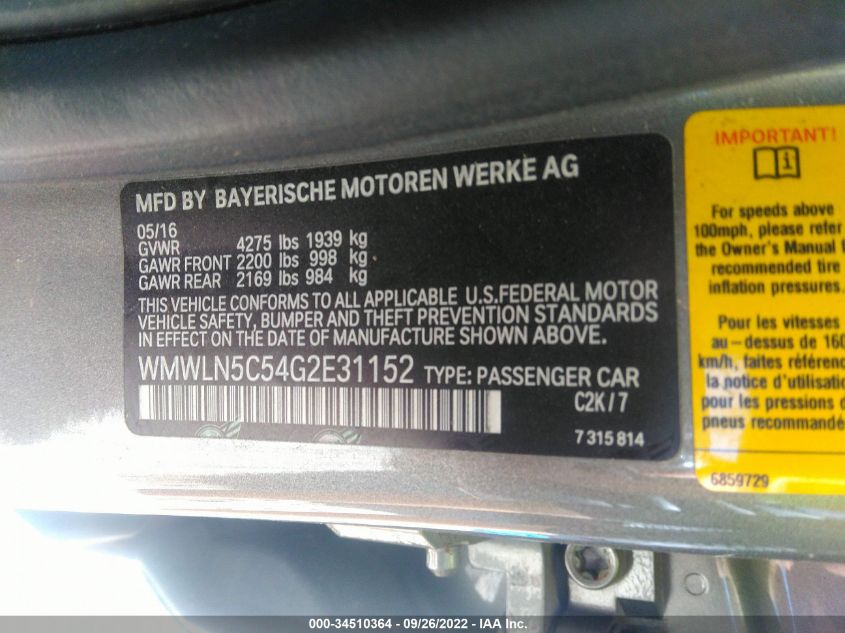 MFD BY BAYERISCHE MOTOREN WERKE AG
05/16
GVWR 4275 lbs 1939 kg
GAWR FRONT 2200 lbs 998 kg
GAWR REAR 2169 lbs 984 kg
THIS VEHICLE CONFORMS TO ALL APPLICABLE U.S.FEDERAL MOTOR
VEHICLE SAFETY, BUMPER AND THEFT PREVENTION STANDARDS
IN EFFECT ON THE DATE OF MANUFACTURE SHOWN ABOVE.
WMWLN5C54G2E31152 TYPE: PASSENGER CAR
C2K/7
7 315 814
IMPORTANT!
For speeds above
100mph, please refer
the Owner's Manual
recommended tire
inflation pressures.
Pour les vitesses
au-dessus de 160
km/h, faites référenc
la notice d'utilisatio
pour les pressions d
pneus recommandé
6859729
000-34510364 - 09/26/2022 - IAA Inc.